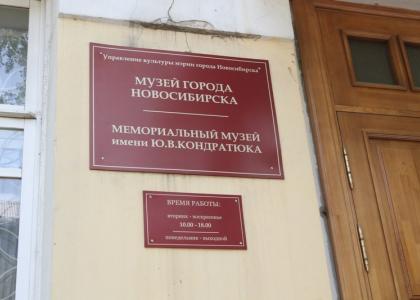 "Управление культуры мэрии города Новосибирска"
МУЗЕЙ ГОРОДА
НОВОСИБИРСКА
МЕМОРИАЛЬНЫЙ МУЗЕЙ
имени Ю.В.КОНДРАТЮКА
ВРЕМЯ РАБОТЫ:
вторник - воскресенье
10.00 - 18.00
понедельник - выходной